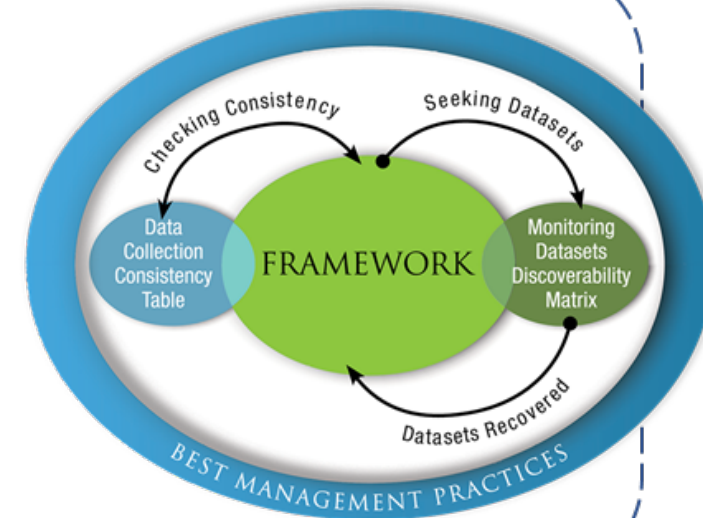 Checking Consistency
Seeking Datasets
Data
Collection
Consistency
Table
FRAMEWORK
Monitoring
Datasets
Discoverability
Matrix
Datasets Recovered
BEST MANAGEMENT PRACTICES